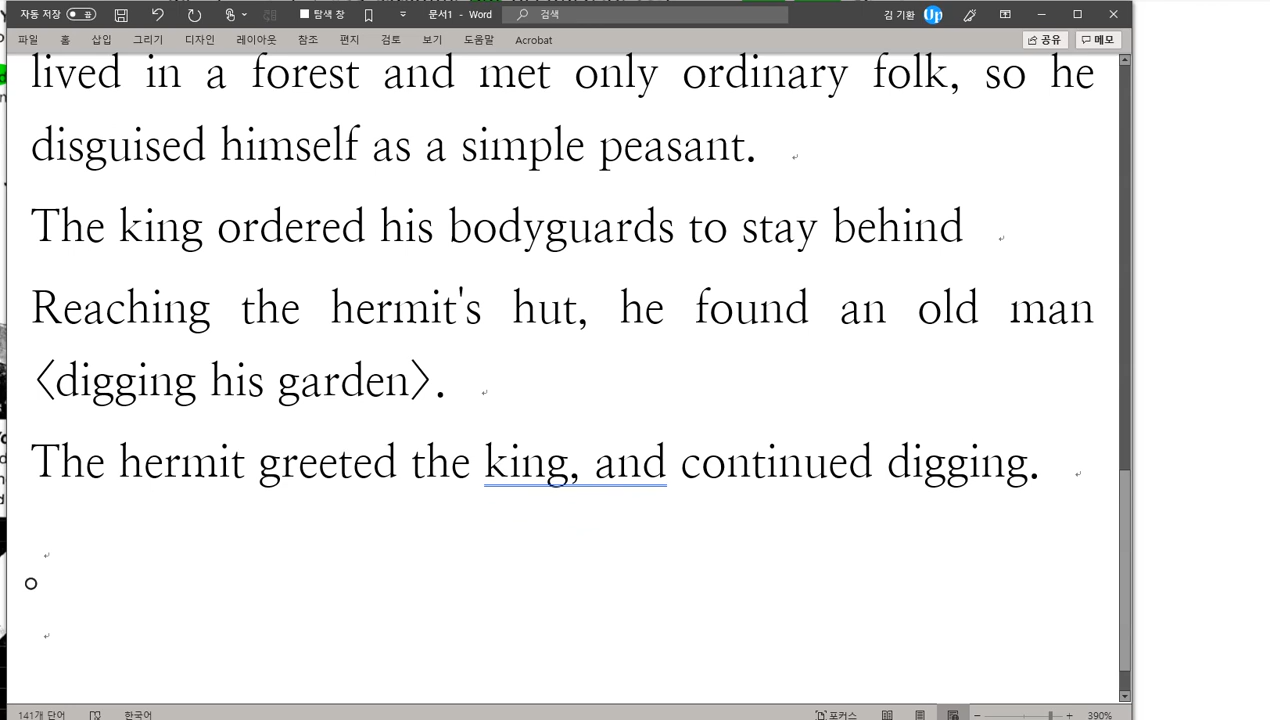 자동 저장 끔 탐색 창 문서1 - Word 검색 김 기환 Up
파일 홈 삽입 그리기 디자인 레이아웃 참조 편지 검토 보기 도움말 Acrobat 공유 메모
lived in a forest and met only ordinary folk, so he
disguised himself as a simple peasant.
The king ordered his bodyguards to stay behind
Reaching the hermit's hut, he found an old man
〈digging his garden〉.
The hermit greeted the king, and continued digging.
141개 단어 한국어 포커스 390%